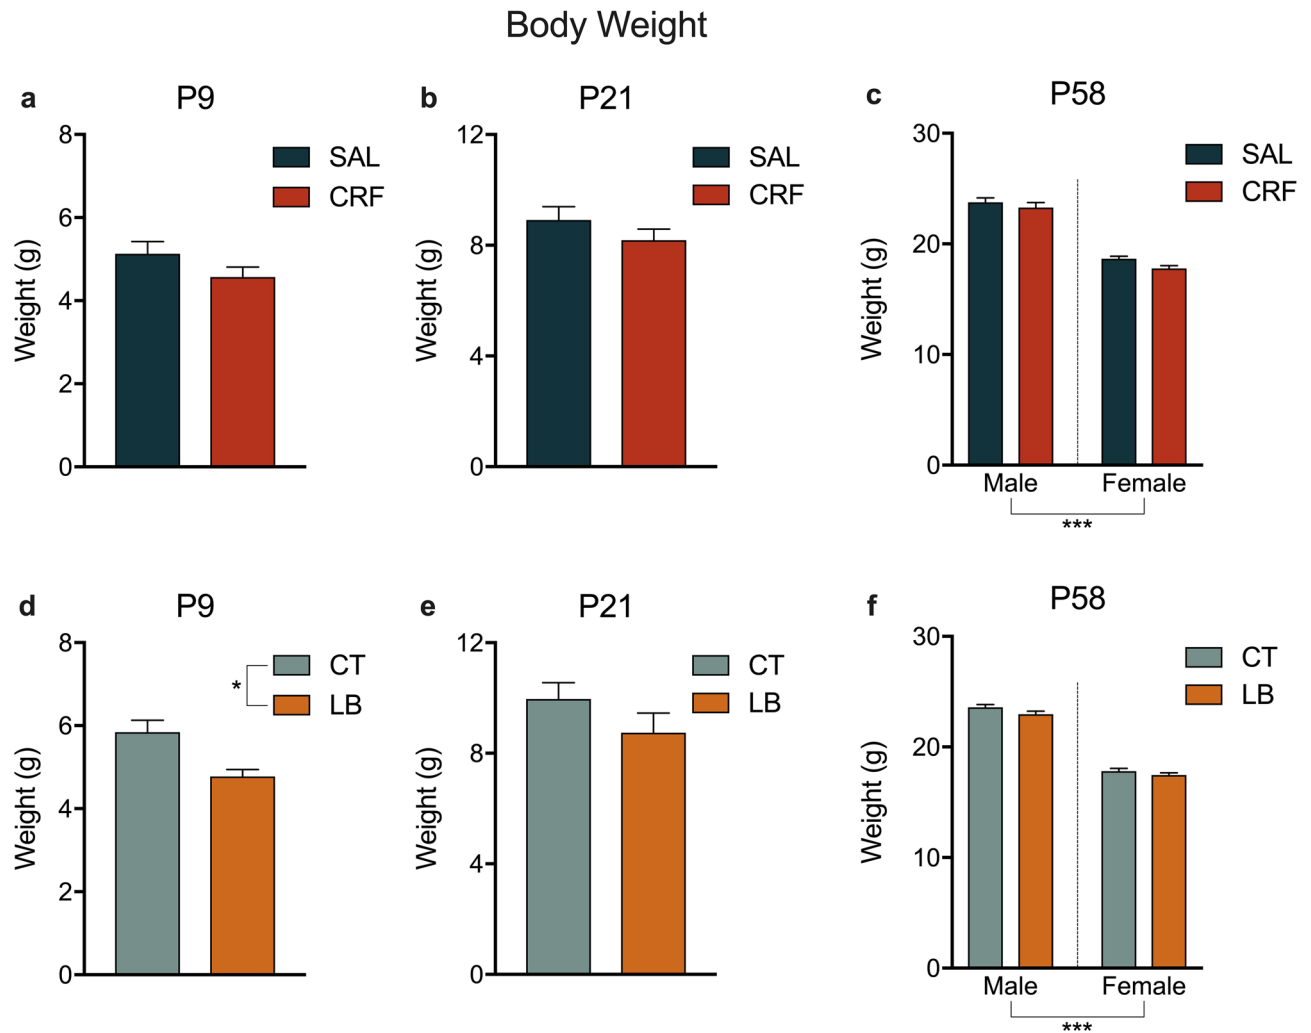 Body Weight
a P9
8
6
4
2
0
Weight (g)
SAL
CRF
b P21
12
8
4
0
Weight (g)
SAL
CRF
c P58
30
20
10
0
Weight (g)
SAL
CRF
Male Female
***
d P9
8
6
4
2
0
Weight (g)
* CT
LB
e P21
12
8
4
0
Weight (g)
CT
LB
f P58
30
20
10
0
Weight (g)
CT
LB
Male Female
***